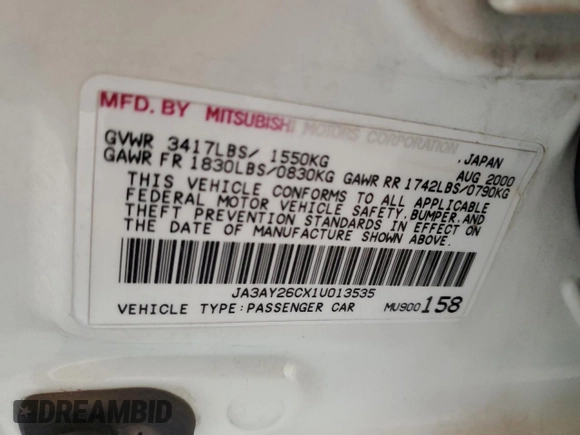 MFD. BY MITSUBISHI MOTORS CORPORATION
GVWR 3417LBS/ 1550KG , JAPAN
GAWR FR 1830LBS/0830KG GAWR RR 1742LBS/0790KG AUG 2000
THIS VEHICLE CONFORMS TO ALL APPLICABLE
FEDERAL MOTOR VEHICLE SAFETY, BUMPER, AND
THEFT PREVENTION STANDARDS IN EFFECT ON
THE DATE OF MANUFACTURE SHOWN ABOVE.
JA3AY26CX1U013535
VEHICLE TYPE: PASSENGER CAR MU900158
DREAMBID